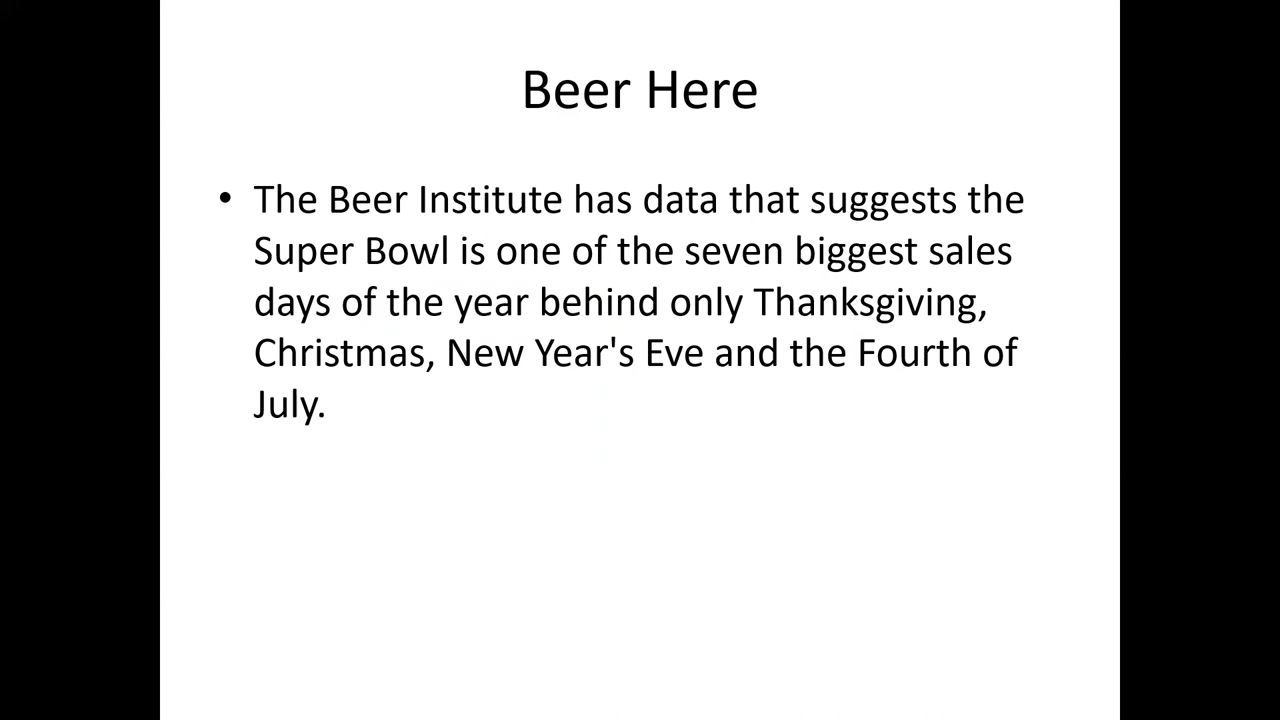 Beer Here
• The Beer Institute has data that suggests the
Super Bowl is one of the seven biggest sales
days of the year behind only Thanksgiving,
Christmas, New Year's Eve and the Fourth of
July.